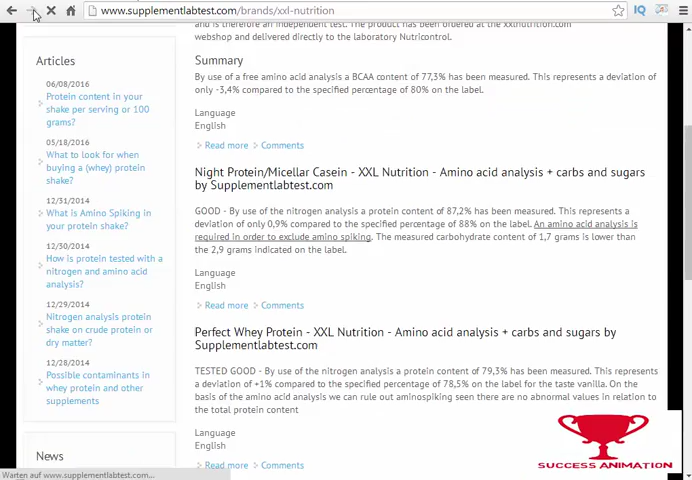 www.supplementlabtest.com/brands/xxl-nutrition
Articles
06/08/2016
Protein content in your
shake per serving or 100
grams?
05/18/2016
What to look for when
buying a (whey) protein
shake?
12/31/2014
What is Amino Spiking in
your protein shake?
12/30/2014
How is protein tested with a
nitrogen and amino acid
analysis?
12/29/2014
Nitrogen analysis protein
shake on crude protein or
dry matter?
12/28/2014
Possible contaminants in
whey protein and other
supplements
News
and is therefore an independent test. The product has been ordered at the xxlnutrition.com
webshop and delivered directly to the laboratory Nutricontrol.
Summary
By use of a free amino acid analysis a BCAA content of 77,3% has been measured. This represents a deviation of
only -3,4% compared to the specified percentage of 80% on the label.
Language
English
Read more Comments
Night Protein/Micellar Casein - XXL Nutrition - Amino acid analysis + carbs and sugars
by Supplementlabtest.com
GOOD - By use of the nitrogen analysis a protein content of 87,2% has been measured. This represents a
deviation of only 0,9% compared to the specified percentage of 88% on the label. An amino acid analysis is
required in order to exclude amino spiking. The measured carbohydrate content of 1,7 grams is lower than
the 2,9 grams indicated on the label.
Language
English
Read more Comments
Perfect Whey Protein - XXL Nutrition - Amino acid analysis + carbs and sugars by
Supplementlabtest.com
TESTED GOOD - By use of the nitrogen analysis a protein content of 79,3% has been measured. This represents
a deviation of +1% compared to the specified percentage of 78,5% on the label for the taste vanilla. On the
basis of the amino acid analysis we can rule out aminospiking seen there are no abnormal values in relation to
the total protein content
Language
English
Read more Comments
SUCCESS ANIMATION
Warten auf www.supplementlabtest.com...